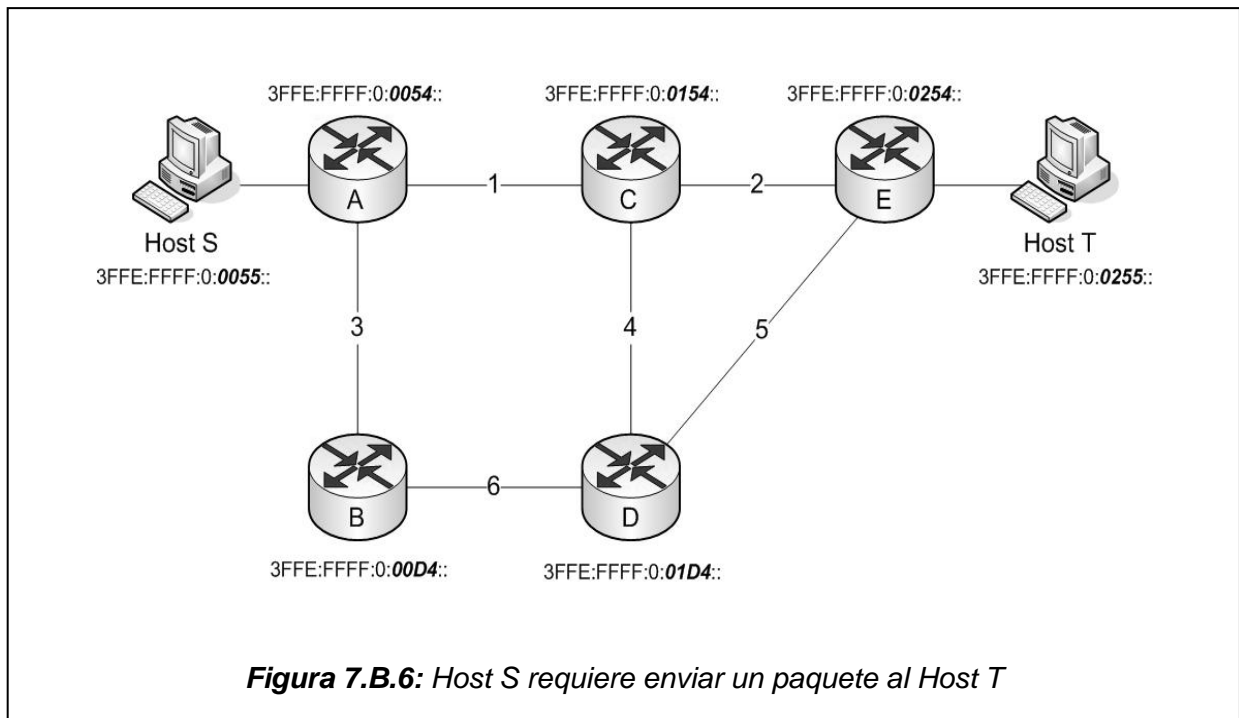 3FFE:FFFF:0:0054::
3FFE:FFFF:0:0154::
3FFE:FFFF:0:0254::
A
1
C
2
E
Host S
3FFE:FFFF:0:0055::
Host T
3FFE:FFFF:0:0255::
3
4
5
B
6
D
3FFE:FFFF:0:00D4::
3FFE:FFFF:0:01D4::
Figura 7.B.6: Host S requiere enviar un paquete al Host T